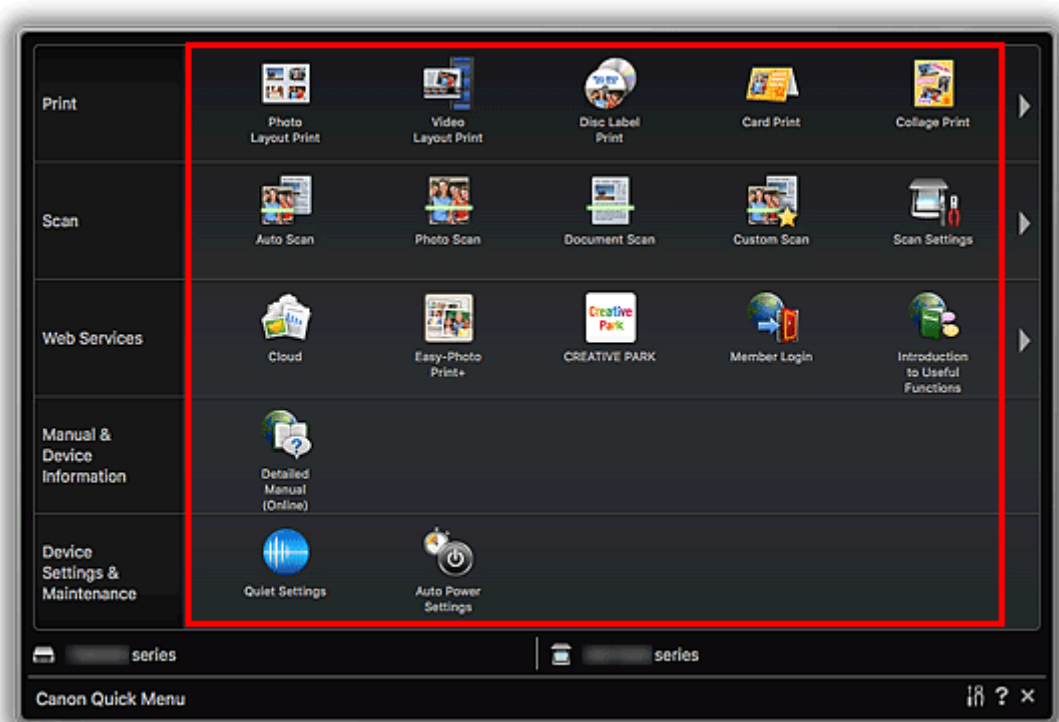 Print
Photo
Layout Print
Video
Layout Print
Disc Label
Print
Card Print
Collage Print
Scan
Auto Scan
Photo Scan
Document Scan
Custom Scan
Scan Settings
Web Services
Cloud
Easy-Photo
Print+
Creative
Park
CREATIVE PARK
Member Login
Introduction
to Useful
Functions
Manual &
Device
Information
Detailed
Manual
(Online)
Device
Settings &
Maintenance
Quiet Settings
Auto Power
Settings
series
series
Canon Quick Menu
?